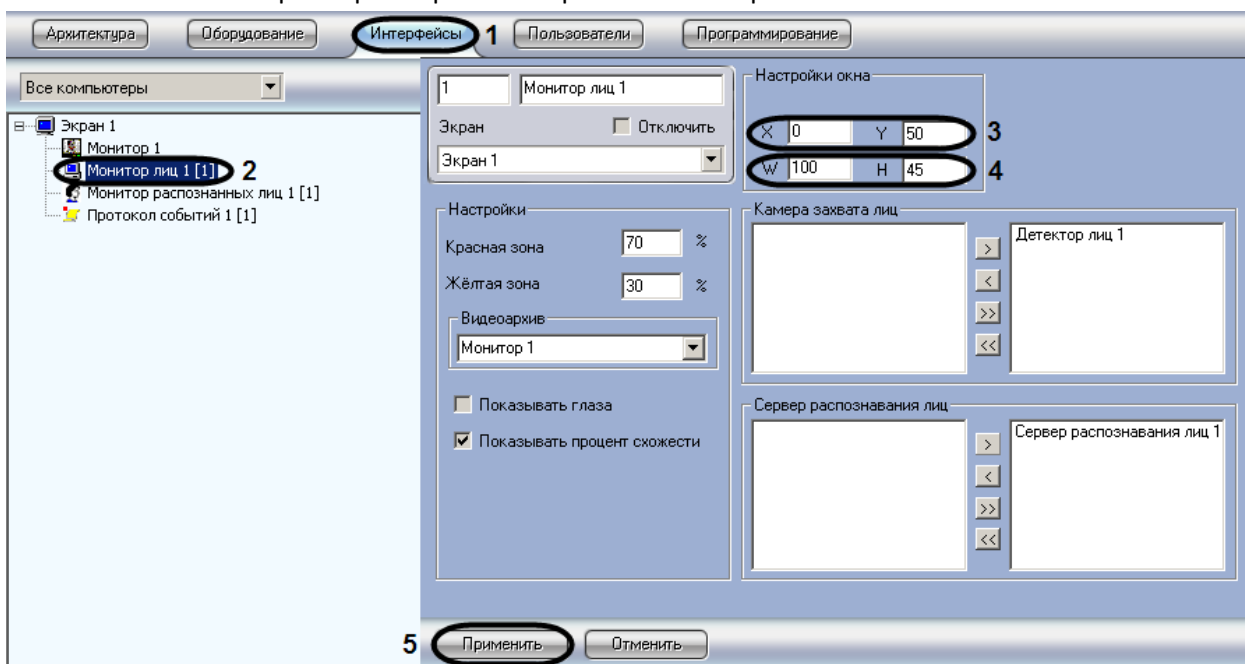 Архитектура Оборудование Интерфейсы 1 Пользователи Программирование
Все компьютеры
Экран 1
Монитор 1
Монитор лиц 1 [1] 2
Монитор распознанных лиц 1 [1]
Протокол событий 1 [1]
1 Монитор лиц 1
Экран Отключить
Экран 1
Настройки окна
X 0 Y 50 3
W 100 H 45 4
Настройки
Красная зона 70 %
Жёлтая зона 30 %
Видеоархив
Монитор 1
Показывать глаза
Показывать процент схожести
Камера захвата лиц
Детектор лиц 1
>
<
>>
<<
Сервер распознавания лиц
Сервер распознавания лиц 1
>
<
>>
<<
5 Применить Отменить